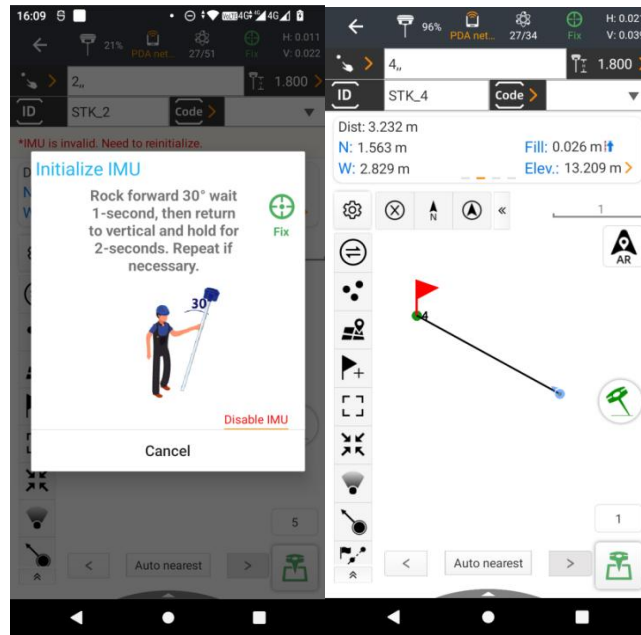 16:09
4G 4G
21%
PDA net...
27/51
Fix
H: 0.011
V: 0.022
2,,
1.800
ID
STK_2
Code
*IMU is invalid. Need to reinitialize.
Initialize IMU
Rock forward 30° wait
1-second, then return
to vertical and hold for
2-seconds. Repeat if
necessary.
Fix
30°
Disable IMU
Cancel
5
<
Auto nearest
>
96%
PDA net...
27/34
Fix
H: 0.02
V: 0.03
4,,
1.800
ID
STK_4
Code
Dist: 3.232 m
N: 1.563 m
Fill: 0.026 m
W: 2.829 m
Elev.: 13.209 m
N
«
1
AR
4
1
<
Auto nearest
>